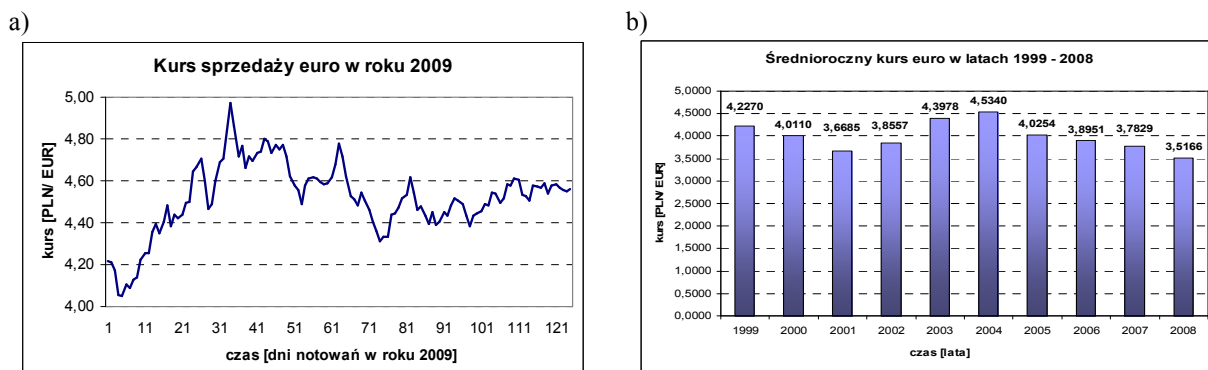 a)
Kurs sprzedaży euro w roku 2009
kurs [PLN/ EUR]
5,00
4,80
4,60
4,40
4,20
4,00
1 11 21 31 41 51 61 71 81 91 101 111 121
czas [dni notowań w roku 2009]
b)
Średnioroczny kurs euro w latach 1999 - 2008
kurs [PLN/ EUR]
5,0000
4,5000
4,0000
3,5000
3,0000
2,5000
2,0000
1,5000
1,0000
0,5000
0,0000
4,2270 4,0110 3,6685 3,8557 4,3978 4,5340 4,0254 3,8951 3,7829 3,5166
1999 2000 2001 2002 2003 2004 2005 2006 2007 2008
czas [lata]